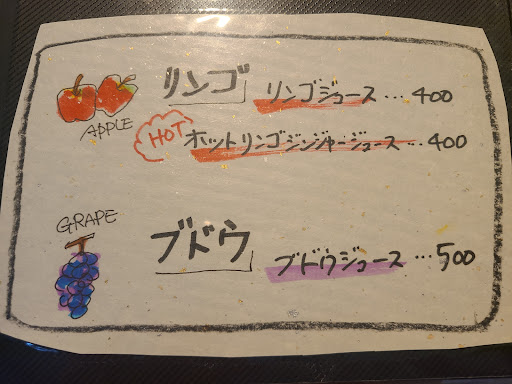 リンゴ リンゴジュース…400
APPLE
HOT ホットリンゴジンジャージュース…400
GRAPE
ブドウ ブドウジュース…500